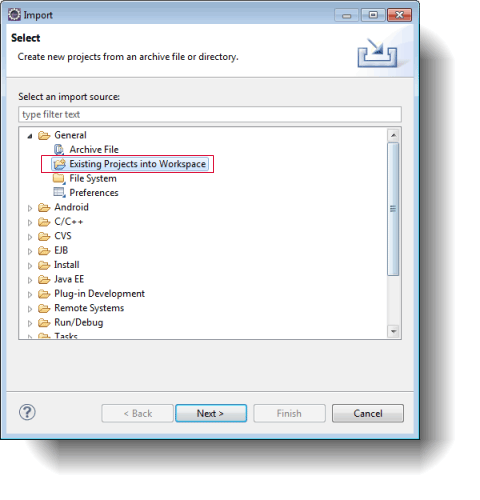 Import
Select
Create new projects from an archive file or directory.
Select an import source:
type filter text
General
Archive File
Existing Projects into Workspace
File System
Preferences
Android
C/C++
CVS
EJB
Install
Java EE
Plug-in Development
Remote Systems
Run/Debug
Tasks
?
< Back
Next >
Finish
Cancel